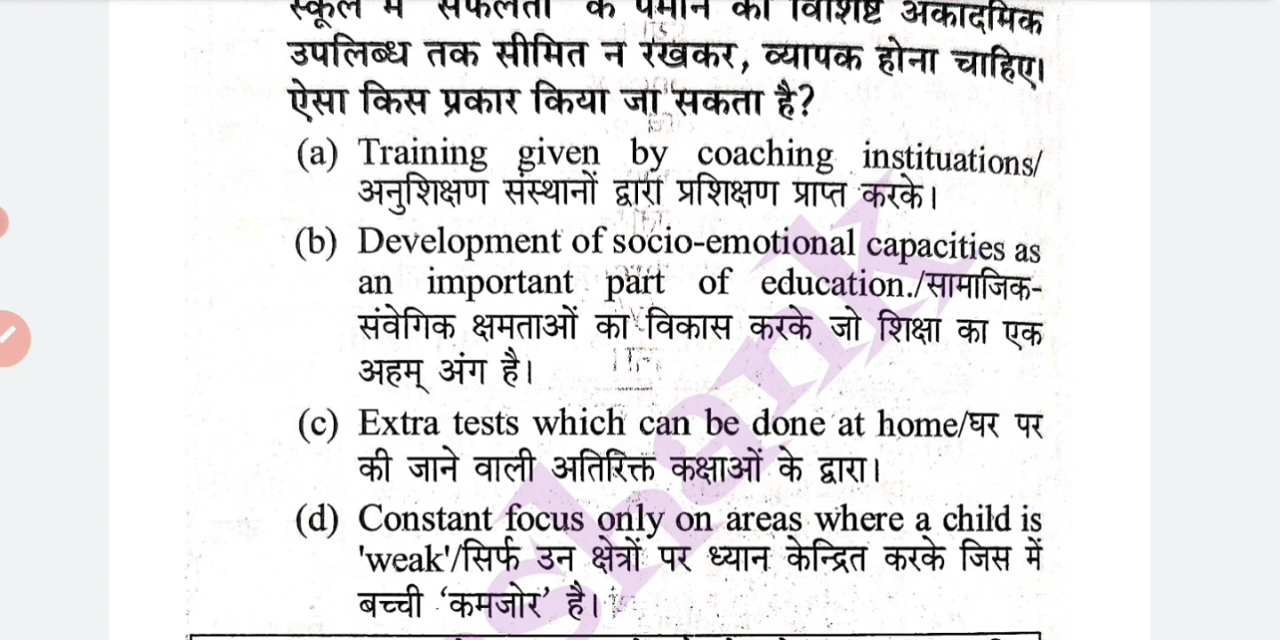 स्कूल में सफलता के पैमाने को विशिष्ट अकादमिक
उपलिब्ध तक सीमित न रखकर, व्यापक होना चाहिए।
ऐसा किस प्रकार किया जा सकता है?
(a) Training given by coaching instituations/
अनुशिक्षण संस्थानों द्वारा प्रशिक्षण प्राप्त करके।
(b) Development of socio-emotional capacities as
an important part of education./सामाजिक-
संवेगिक क्षमताओं का विकास करके जो शिक्षा का एक
अहम् अंग है।
(c) Extra tests which can be done at home/घर पर
की जाने वाली अतिरिक्त कक्षाओं के द्वारा।
(d) Constant focus only on areas where a child is
'weak'/सिर्फ उन क्षेत्रों पर ध्यान केन्द्रित करके जिस में
बच्ची 'कमजोर' है।
shank